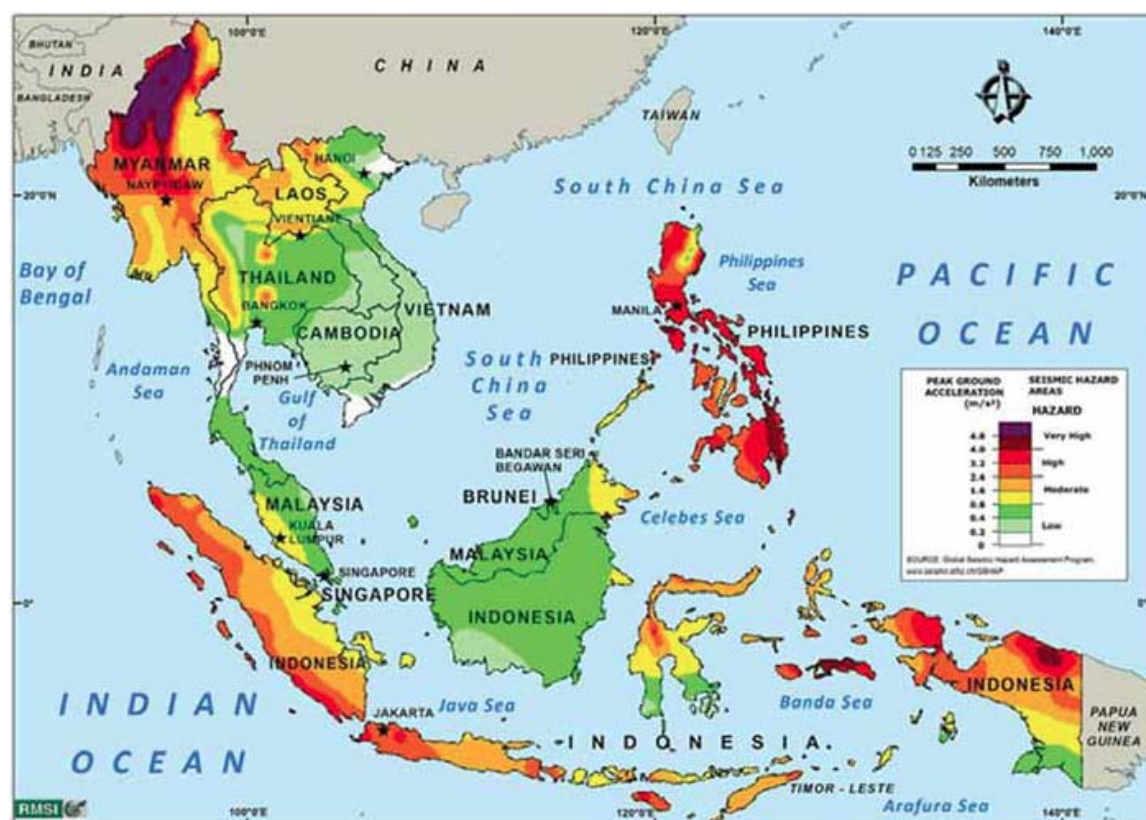 100°0'E
120°0'E
140°0'E
BHUTAN
INDIA
BANGLADESH
CHINA
TAIWAN
HANOI
MYANMAR
NAYPYIDAW
LAOS
VIENTIANE
0 125 250 500 750 1,000
Kilometers
20°0'N
20°0'N
South China Sea
Bay of
Bengal
THAILAND
BANGKOK
VIETNAM
CAMBODIA
PHNOM
PENH
Philippines
Sea
MANILA
PHILIPPINES
PHILIPPINES
PACIFIC
OCEAN
Andaman
Sea
Gulf
of
Thailand
South
China
Sea
PEAK GROUND
ACCELERATION
(m/s²)
SEISMIC HAZARD
AREAS
HAZARD
4.8
4.0
3.2
2.4
1.6
0.8
0.4
0.2
0
Very High
High
Moderate
Low
SOURCE: Global Seismic Hazard Assessment Program,
BANDAR SERI
BEGAWAN
BRUNEI
MALAYSIA
KUALA
LUMPUR
MALAYSIA
Celebes Sea
SINGAPORE
SINGAPORE
INDONESIA
0°
0°
INDONESIA
INDONESIA
INDIAN
OCEAN
JAKARTA
Java Sea
Banda Sea
PAPUA
NEW
GUINEA
INDONESIA
TIMOR - LESTE
Arafura Sea
RMSI
100°0'E
120°0'E
140°0'E